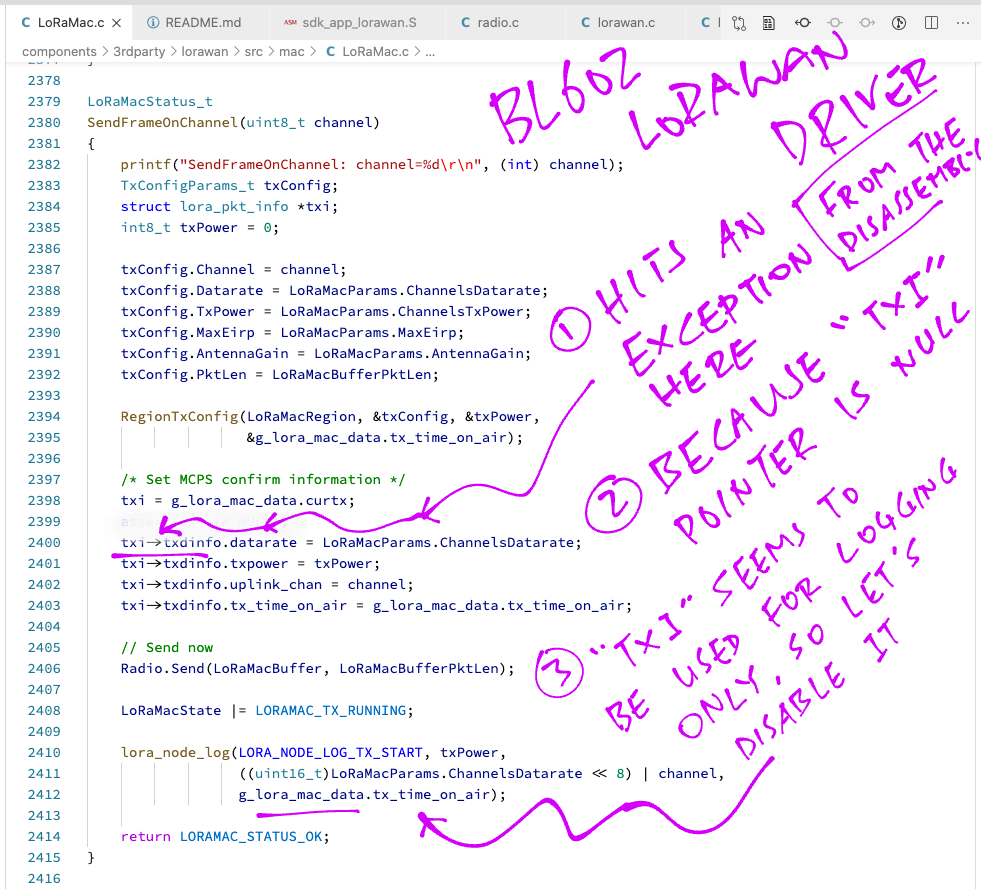 LoRaMac.c
README.md
ASM sdk_app_lorawan.S
C radio.c
C lorawan.c
C
components > 3rdparty > lorawan > src > mac > C LoRaMac.c > ...
2378
2379 LoRaMacStatus_t
2380 SendFrameOnChannel(uint8_t channel)
2381 {
2382 printf("SendFrameOnChannel: channel=%d\r\n", (int) channel);
2383 TxConfigParams_t txConfig;
2384 struct lora_pkt_info *txi;
2385 int8_t txPower = 0;
2386
2387 txConfig.Channel = channel;
2388 txConfig.Datarate = LoRaMacParams.ChannelsDatarate;
2389 txConfig.TxPower = LoRaMacParams.ChannelsTxPower;
2390 txConfig.MaxEirp = LoRaMacParams.MaxEirp;
2391 txConfig.AntennaGain = LoRaMacParams.AntennaGain;
2392 txConfig.PktLen = LoRaMacBufferPktLen;
2393
2394 RegionTxConfig(LoRaMacRegion, &txConfig, &txPower,
2395 &g_lora_mac_data.tx_time_on_air);
2396
2397 /* Set MCPS confirm information */
2398 txi = g_lora_mac_data.curtx;
2399
2400 txi->txdinfo.datarate = LoRaMacParams.ChannelsDatarate;
2401 txi->txdinfo.txpower = txPower;
2402 txi->txdinfo.uplink_chan = channel;
2403 txi->txdinfo.tx_time_on_air = g_lora_mac_data.tx_time_on_air;
2404
2405 // Send now
2406 Radio.Send(LoRaMacBuffer, LoRaMacBufferPktLen);
2407
2408 LoRaMacState |= LORAMAC_TX_RUNNING;
2409
2410 lora_node_log(LORA_NODE_LOG_TX_START, txPower,
2411 ((uint16_t)LoRaMacParams.ChannelsDatarate << 8) | channel,
2412 g_lora_mac_data.tx_time_on_air);
2413
2414 return LORAMAC_STATUS_OK;
2415 }
2416
BL602
LORAWAN
DRIVER
FROM THE
1 HITS AN
EXCEPTION
HERE
2 BECAUSE "TXI"
POINTER IS NULL
3 "TXI" SEEMS TO
BE USED FOR LOGGING
ONLY, SO LET'S
DISABLE IT